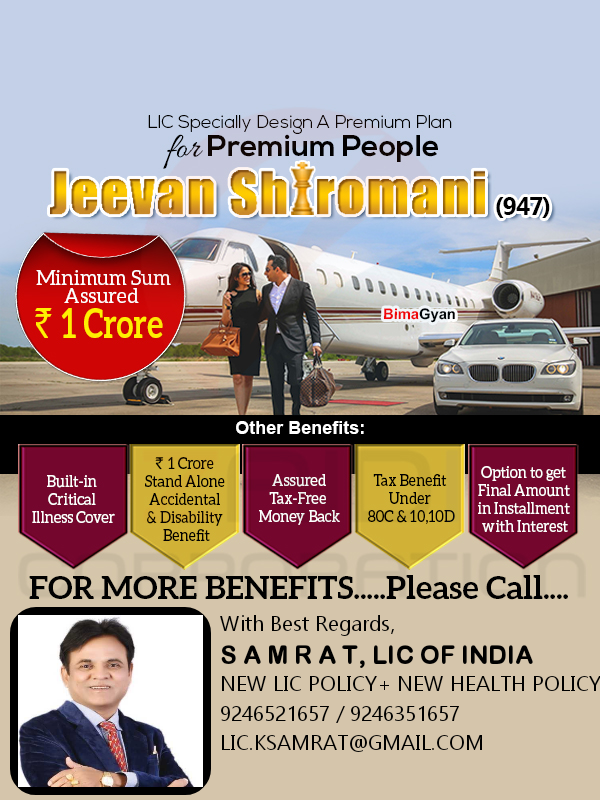 LIC Specially Design A Premium Plan
for Premium People
Jeevan Shiromani (947)
Minimum Sum
Assured
₹ 1 Crore
BimaGyan
Other Benefits:
Built-in
Critical
Illness Cover
₹ 1 Crore
Stand Alone
Accidental
& Disability
Benefit
Assured
Tax-Free
Money Back
Tax Benefit
Under
80C & 10,10D
Option to get
Final Amount
in Installment
with Interest
CORPORATION
FOR MORE BENEFITS.....Please Call....
With Best Regards,
S A M R A T, LIC OF INDIA
NEW LIC POLICY+ NEW HEALTH POLICY
9246521657 / 9246351657
LIC.KSAMRAT@GMAIL.COM